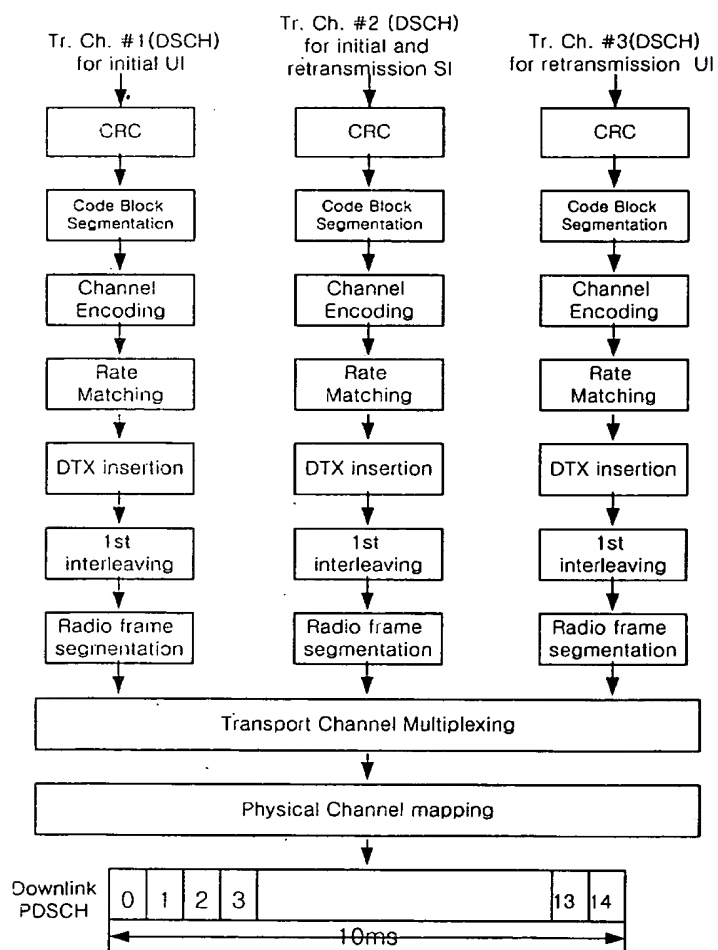 Tr. Ch. #1(DSCH)
for initial UI
Tr. Ch. #2 (DSCH)
for initial and
retransmission SI
Tr. Ch. #3(DSCH)
for retransmission UI
CRC
CRC
CRC
Code Block
Segmentation
Code Block
Segmentation
Code Block
Segmentation
Channel
Encoding
Channel
Encoding
Channel
Encoding
Rate
Matching
Rate
Matching
Rate
Matching
DTX insertion
DTX insertion
DTX insertion
1st
interleaving
1st
interleaving
1st
interleaving
Radio frame
segmentation
Radio frame
segmentation
Radio frame
segmentation
Transport Channel Multiplexing
Physical Channel mapping
Downlink
PDSCH
0 1 2 3 13 14
10ms